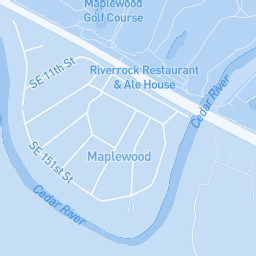 Maplewood
Golf Course
Riverrock Restaurant
& Ale House
SE 11th St
Cedar River
Maplewood
SE 151st St
Cedar River